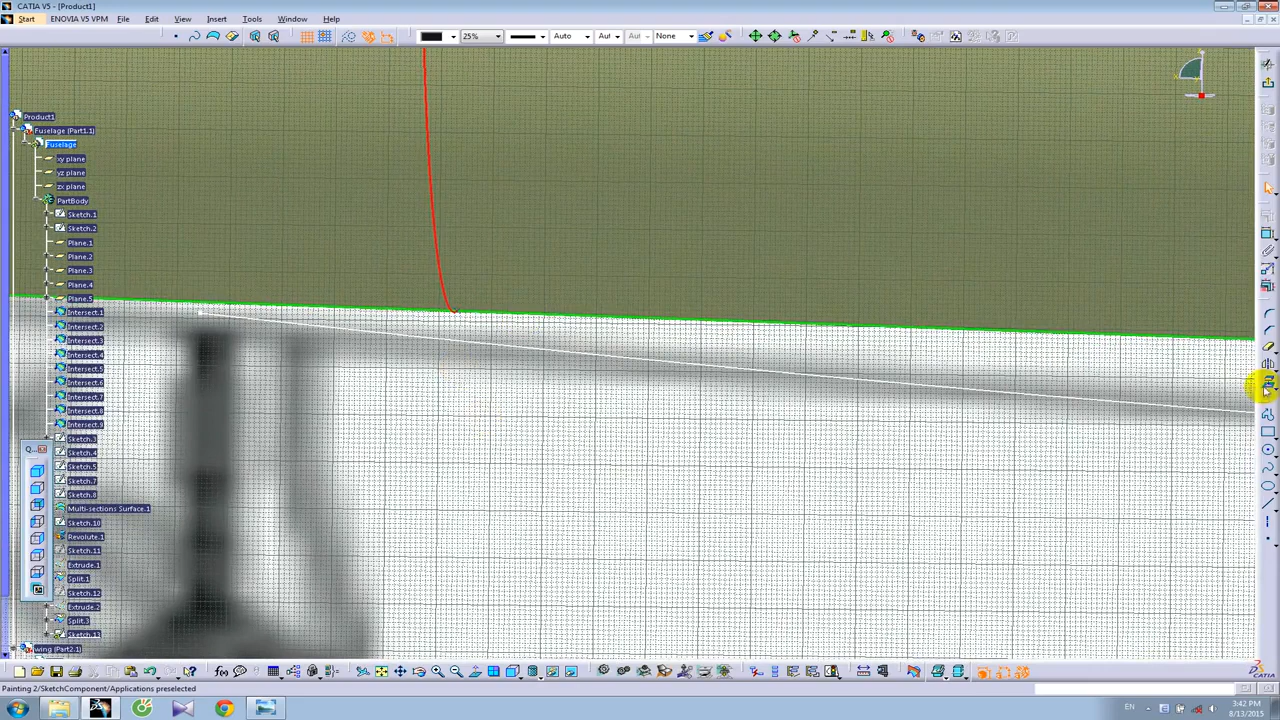 CATIA V5 - [Product1]
Start ENOVIA V5 VPM File Edit View Insert Tools Window Help
25% Auto Aut Aut None
Product1
Fuselage (Part1.1)
Fuselage
xy plane
yz plane
zx plane
PartBody
Sketch.1
Sketch.2
Plane.1
Plane.2
Plane.3
Plane.4
Plane.5
Intersect.1
Intersect.2
Intersect.3
Intersect.4
Intersect.5
Intersect.6
Intersect.7
Intersect.8
Intersect.9
Sketch.3
Sketch.4
Q...
Sketch.5
Sketch.7
Sketch.8
Multi-sections Surface.1
Sketch.10
Revolute.1
Sketch.11
Extrude.1
Split.1
Sketch.12
Extrude.2
Split.3
Sketch.13
wing (Part2.1)
CATIA
Painting 2/SketchComponent/Applications preselected
EN
3:42 PM
8/13/2015